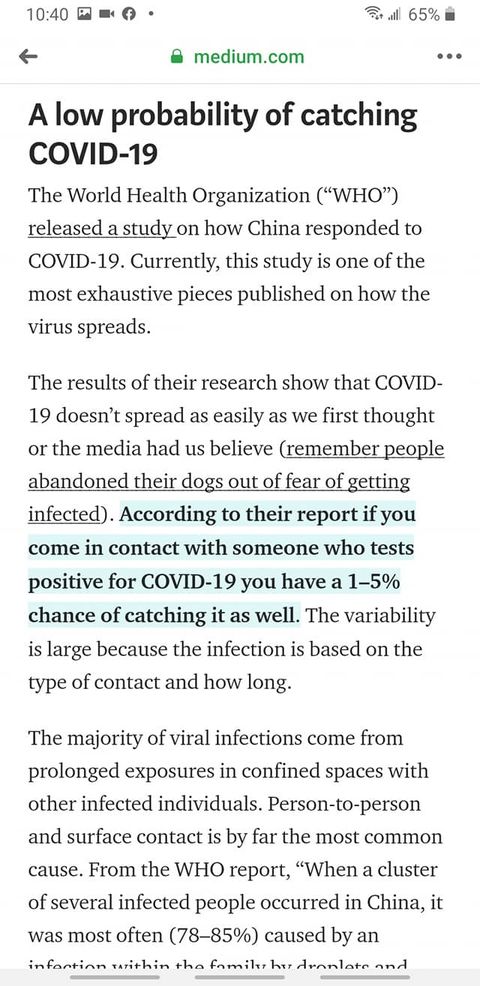 10:40
65%
medium.com
A low probability of catching
COVID-19
The World Health Organization (“WHO”)
released a study on how China responded to
COVID-19. Currently, this study is one of the
most exhaustive pieces published on how the
virus spreads.
The results of their research show that COVID-
19 doesn’t spread as easily as we first thought
or the media had us believe (remember people
abandoned their dogs out of fear of getting
infected). According to their report if you
come in contact with someone who tests
positive for COVID-19 you have a 1–5%
chance of catching it as well. The variability
is large because the infection is based on the
type of contact and how long.
The majority of viral infections come from
prolonged exposures in confined spaces with
other infected individuals. Person-to-person
and surface contact is by far the most common
cause. From the WHO report, “When a cluster
of several infected people occurred in China, it
was most often (78–85%) caused by an
infection within the family by droplets and